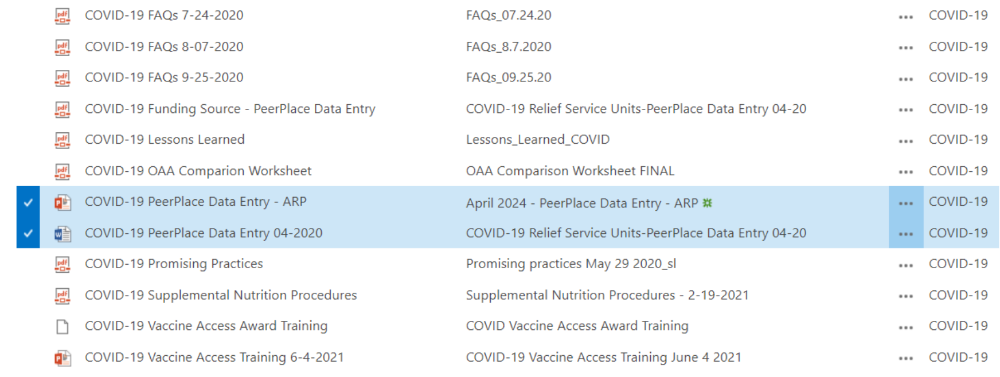 COVID-19 FAQs 7-24-2020 FAQs_07.24.20 ... COVID-19
COVID-19 FAQs 8-07-2020 FAQs_8.7.2020 ... COVID-19
COVID-19 FAQs 9-25-2020 FAQs_09.25.20 ... COVID-19
COVID-19 Funding Source - PeerPlace Data Entry COVID-19 Relief Service Units-PeerPlace Data Entry 04-20 ... COVID-19
COVID-19 Lessons Learned Lessons_Learned_COVID ... COVID-19
COVID-19 OAA Comparion Worksheet OAA Comparison Worksheet FINAL ... COVID-19
COVID-19 PeerPlace Data Entry - ARP April 2024 - PeerPlace Data Entry - ARP ... COVID-19
COVID-19 PeerPlace Data Entry 04-2020 COVID-19 Relief Service Units-PeerPlace Data Entry 04-20 ... COVID-19
COVID-19 Promising Practices Promising practices May 29 2020_sl ... COVID-19
COVID-19 Supplemental Nutrition Procedures Supplemental Nutrition Procedures - 2-19-2021 ... COVID-19
COVID-19 Vaccine Access Award Training COVID Vaccine Access Award Training ... COVID-19
COVID-19 Vaccine Access Training 6-4-2021 COVID-19 Vaccine Access Training June 4 2021 ... COVID-19